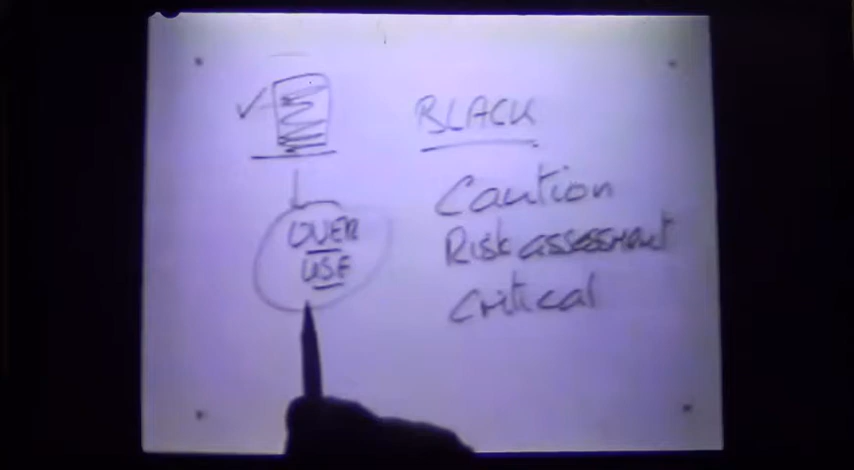 BLACK
Caution
Risk assessment
Critical
OVER
USE